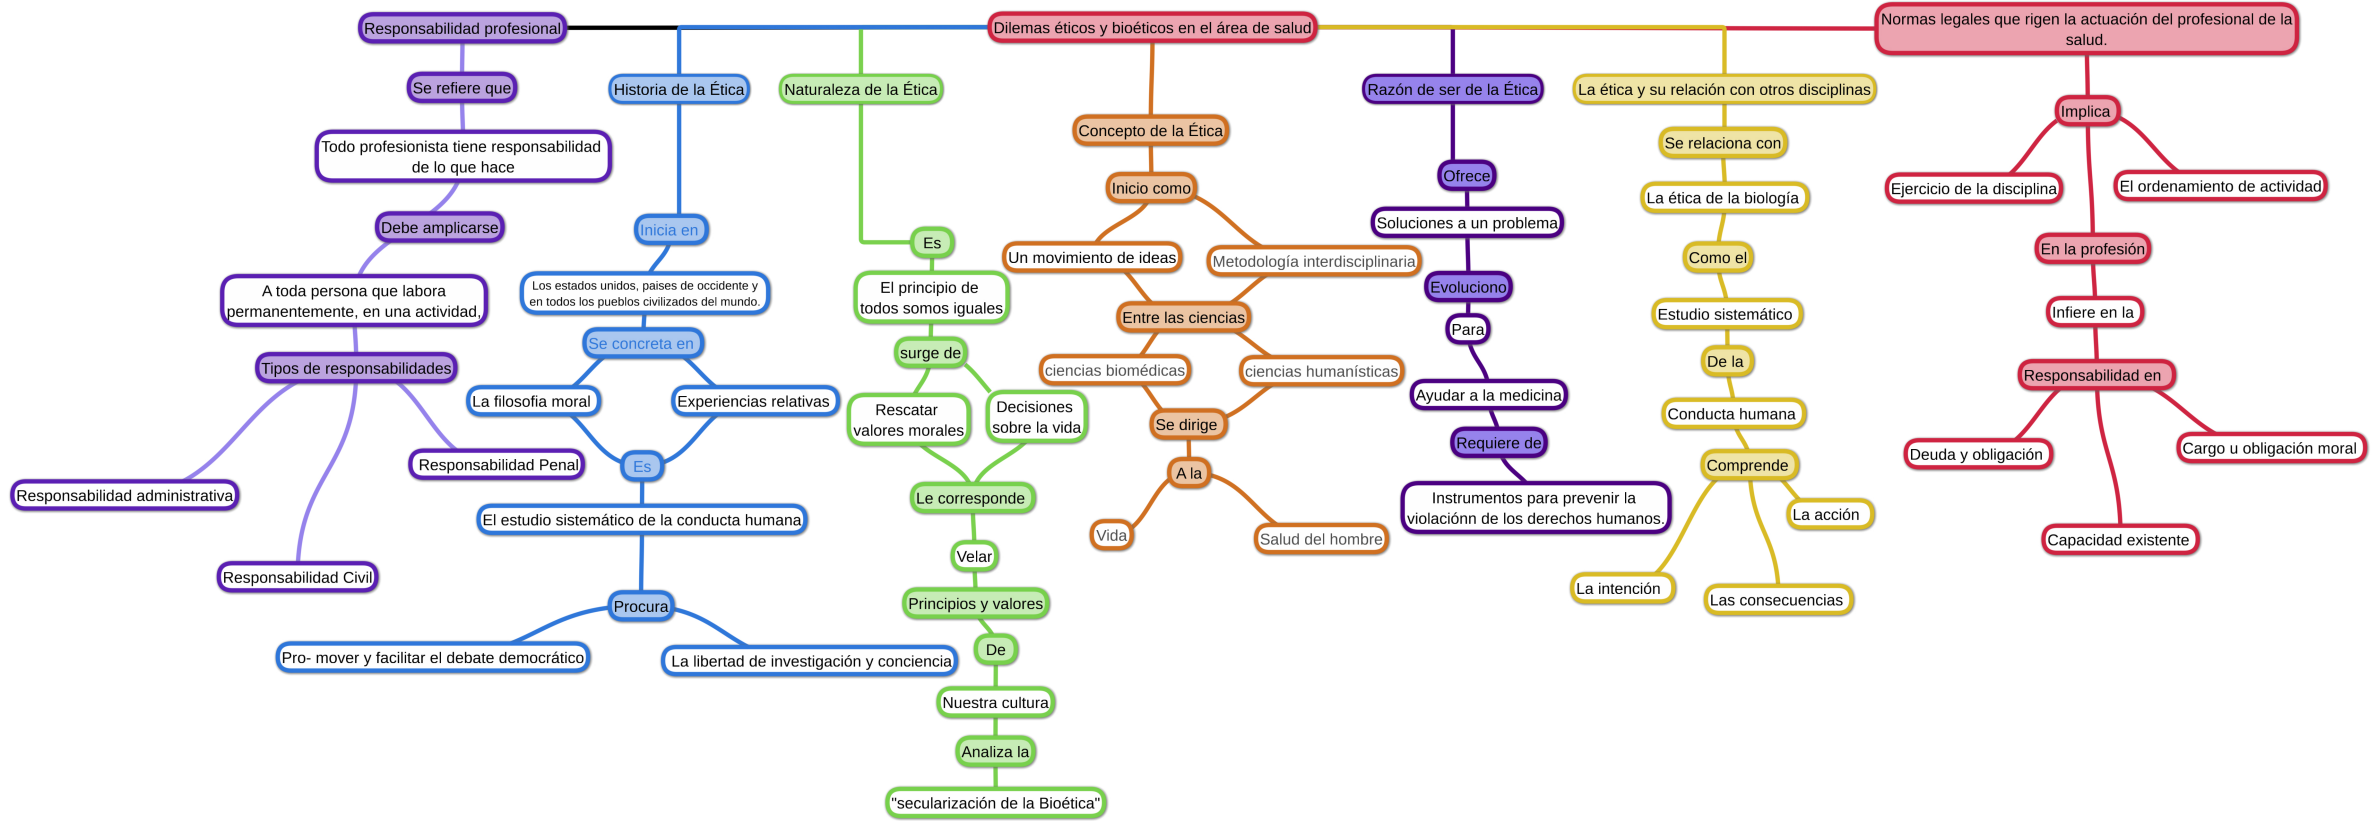 Responsabilidad profesional
Se refiere que
Todo profesionista tiene responsabilidad
de lo que hace
Debe amplicarse
A toda persona que labora
permanentemente, en una actividad,
Tipos de responsabilidades
Responsabilidad administrativa
Responsabilidad Penal
Responsabilidad Civil
Dilemas éticos y bioéticos en el área de salud
Historia de la Ética
Inicia en
Los estados unidos, paises de occidente y
en todos los pueblos civilizados del mundo.
Se concreta en
La filosofia moral
Experiencias relativas
Es
El estudio sistemático de la conducta humana
Procura
Pro- mover y facilitar el debate democrático
La libertad de investigación y conciencia
Naturaleza de la Ética
Es
El principio de
todos somos iguales
surge de
Rescatar
valores morales
Decisiones
sobre la vida
Le corresponde
Velar
Principios y valores
De
Nuestra cultura
Analiza la
"secularización de la Bioética"
Concepto de la Ética
Inicio como
Un movimiento de ideas
Metodología interdisciplinaria
Entre las ciencias
ciencias biomédicas
ciencias humanísticas
Se dirige
A la
Vida
Salud del hombre
Razón de ser de la Ética
Ofrece
Soluciones a un problema
Evoluciono
Para
Ayudar a la medicina
Requiere de
Instrumentos para prevenir la
violaciónn de los derechos humanos.
La ética y su relación con otros disciplinas
Se relaciona con
La ética de la biología
Como el
Estudio sistemático
De la
Conducta humana
Comprende
La acción
La intención
Las consecuencias
Normas legales que rigen la actuación del profesional de la
salud.
Implica
Ejercicio de la disciplina
El ordenamiento de actividad
En la profesión
Infiere en la
Responsabilidad en
Deuda y obligación
Cargo u obligación moral
Capacidad existente